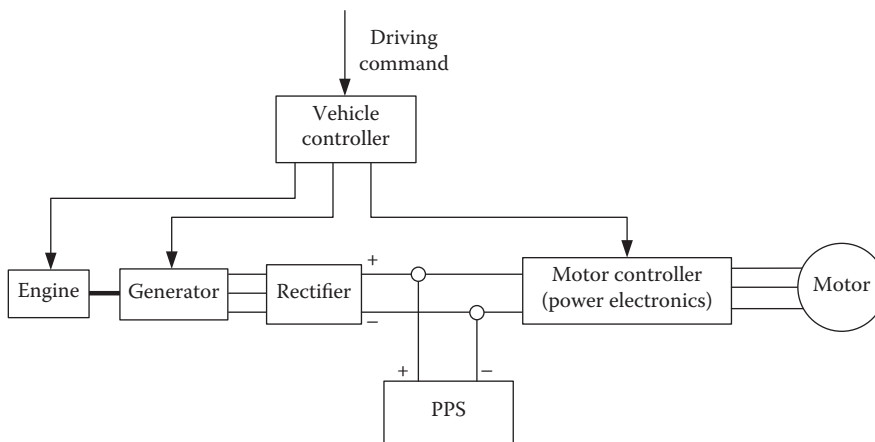 Driving
command
Vehicle
controller
Engine
Generator
Rectifier
+
−
Motor controller
(power electronics)
Motor
+
−
PPS